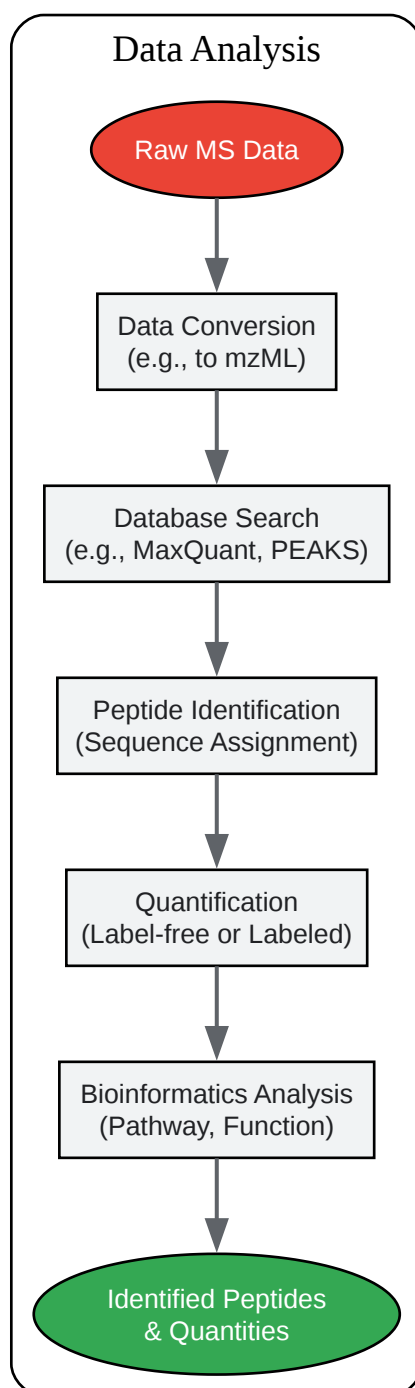 Data Analysis
Raw MS Data
Data Conversion
(e.g., to mzML)
Database Search
(e.g., MaxQuant, PEAKS)
Peptide Identification
(Sequence Assignment)
Quantification
(Label-free or Labeled)
Bioinformatics Analysis
(Pathway, Function)
Identified Peptides
& Quantities